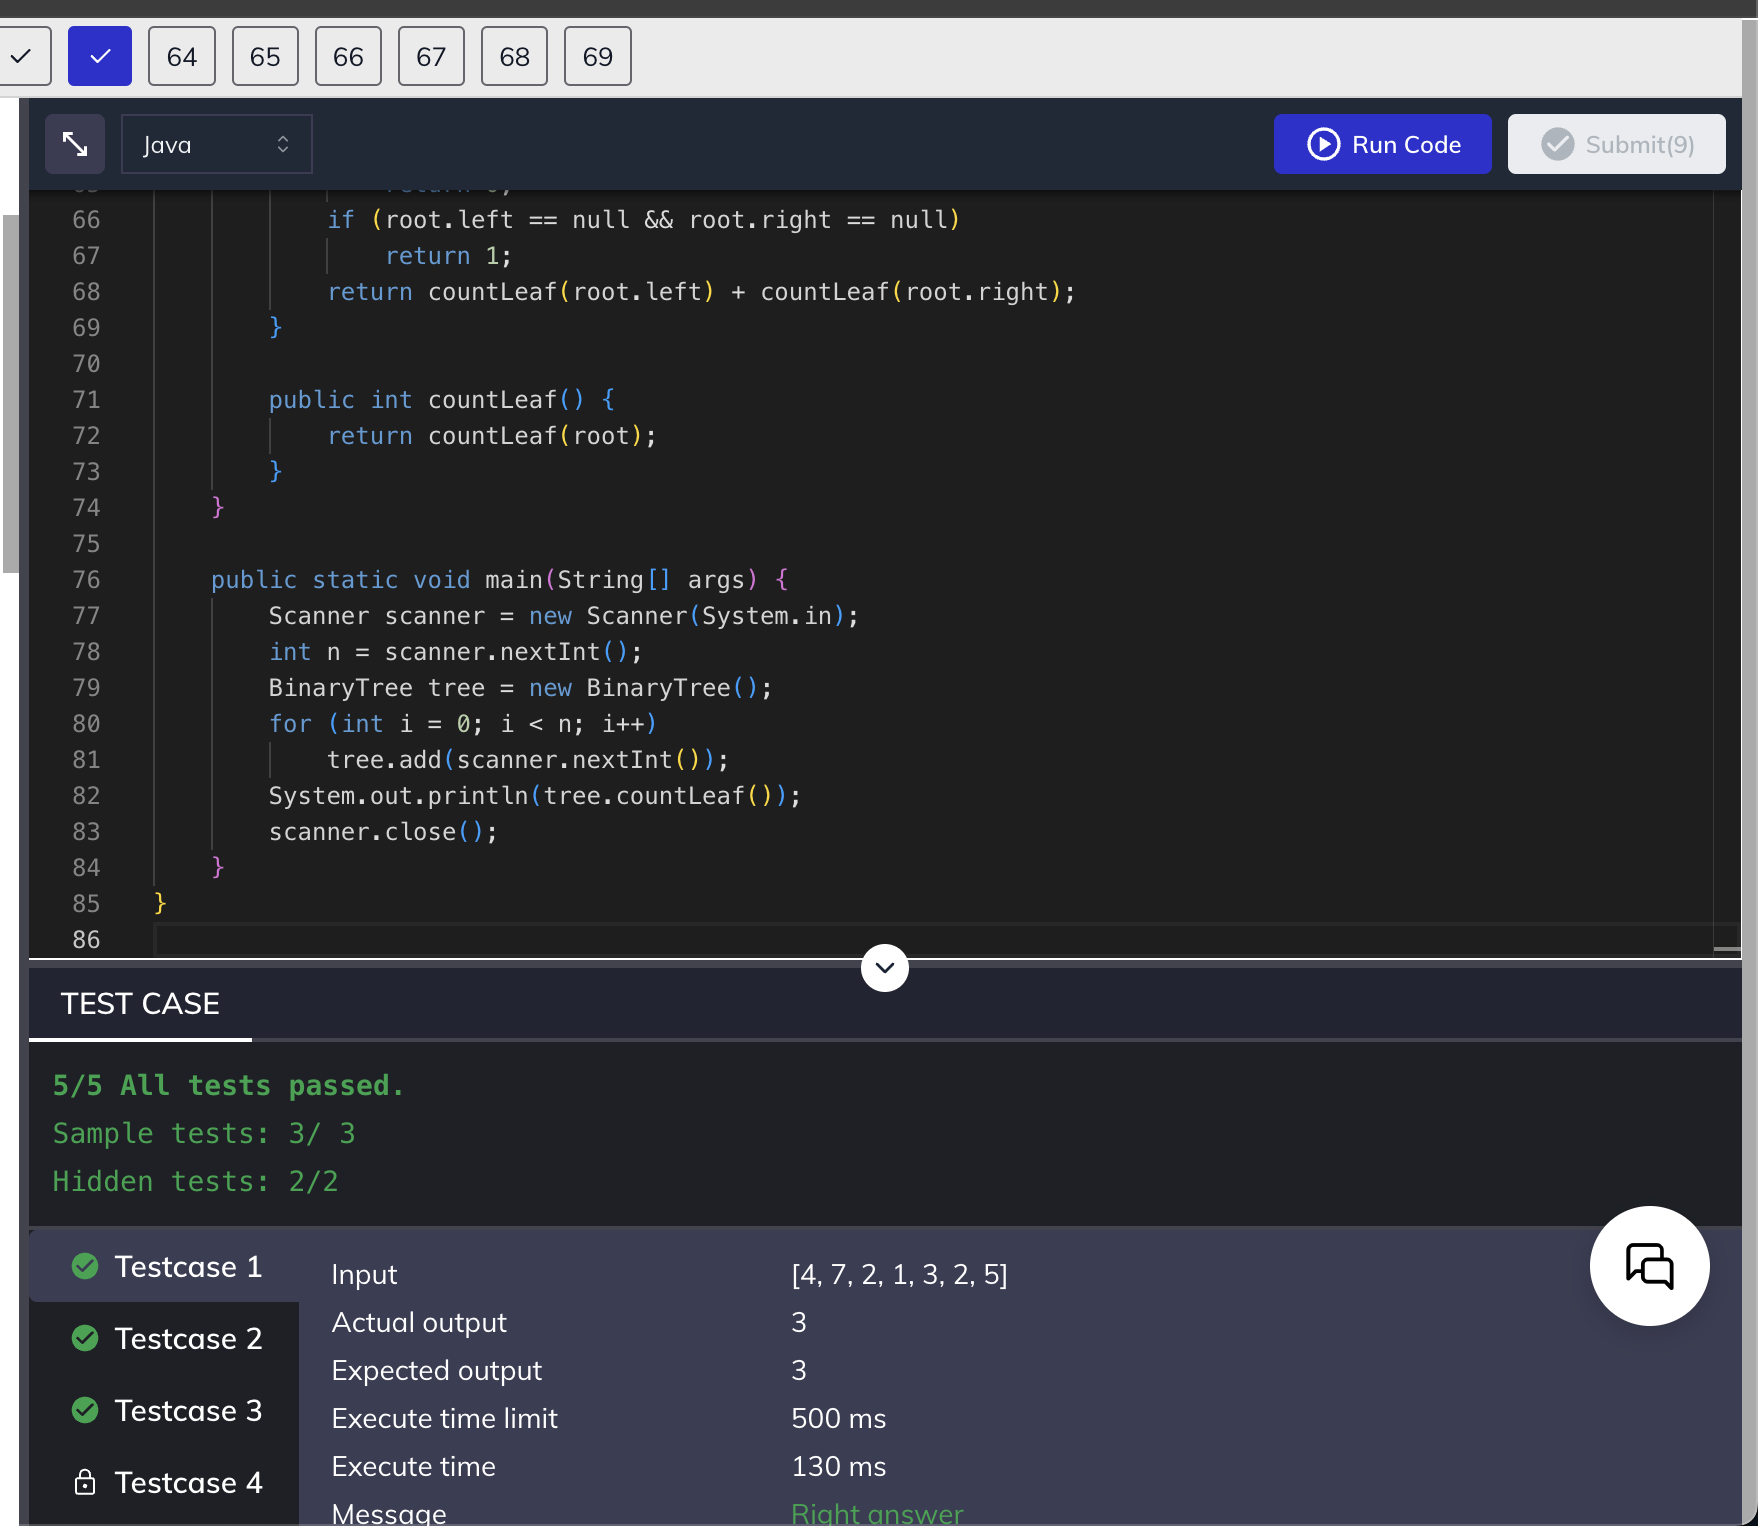 64 65 66 67 68 69
Java
Run Code
Submit(9)
66 if (root.left == null && root.right == null)
67 return 1;
68 return countLeaf(root.left) + countLeaf(root.right);
69 }
70
71 public int countLeaf() {
72 return countLeaf(root);
73 }
74 }
75
76 public static void main(String[] args) {
77 Scanner scanner = new Scanner(System.in);
78 int n = scanner.nextInt();
79 BinaryTree tree = new BinaryTree();
80 for (int i = 0; i < n; i++)
81 tree.add(scanner.nextInt());
82 System.out.println(tree.countLeaf());
83 scanner.close();
84 }
85 }
86
TEST CASE
5/5 All tests passed.
Sample tests: 3/ 3
Hidden tests: 2/2
Testcase 1
Testcase 2
Testcase 3
Testcase 4
Input [4, 7, 2, 1, 3, 2, 5]
Actual output 3
Expected output 3
Execute time limit 500 ms
Execute time 130 ms
Message Right answer